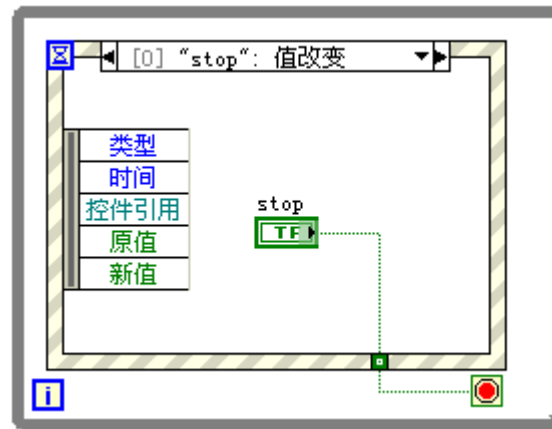 [0] "stop": 值改变
类型
时间
控件引用
原值
新值
stop
TF
i